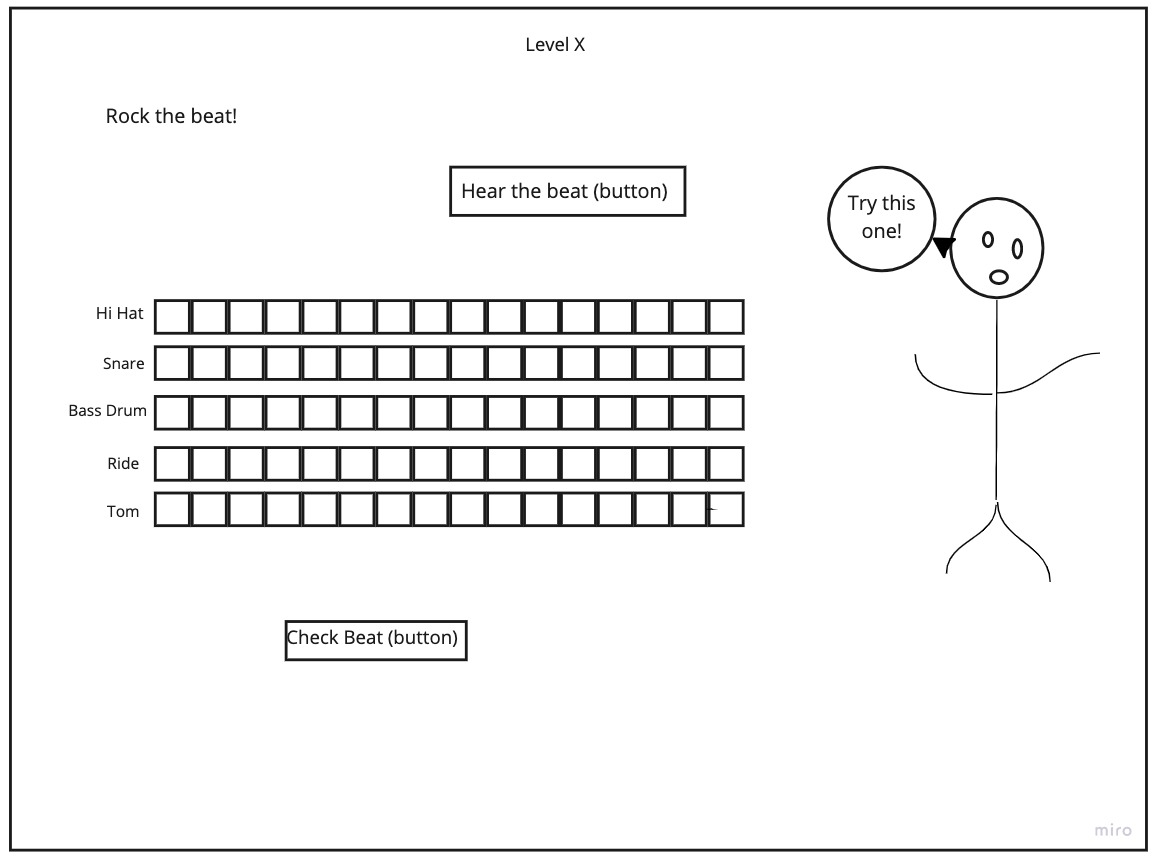 Level X
Rock the beat!
Hear the beat (button)
Try this
one!
Hi Hat
Snare
Bass Drum
Ride
Tom
Check Beat (button)
miro